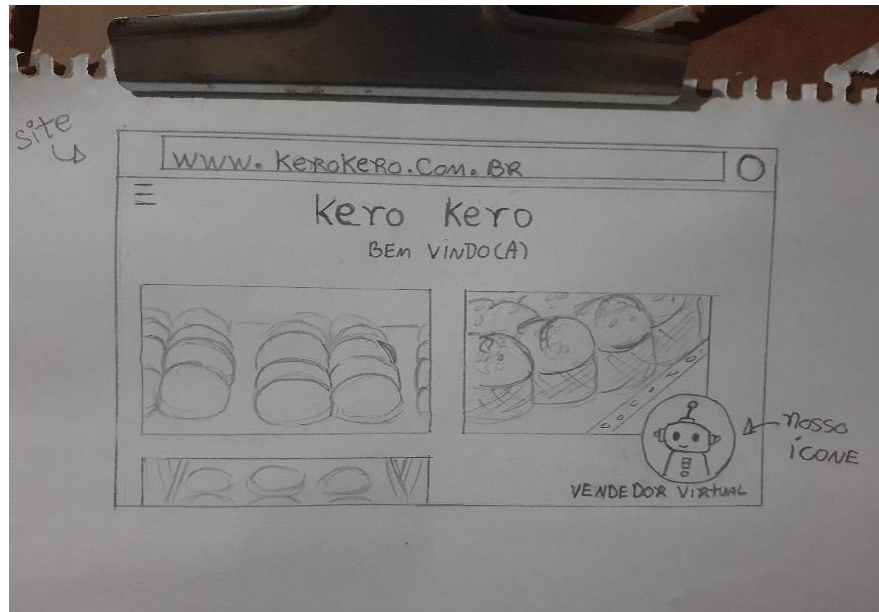 site
www.kerokero.com.BR
kero kero
BEM VINDO(A)
nosso
ícone
VENDEDOR VIRTUAL